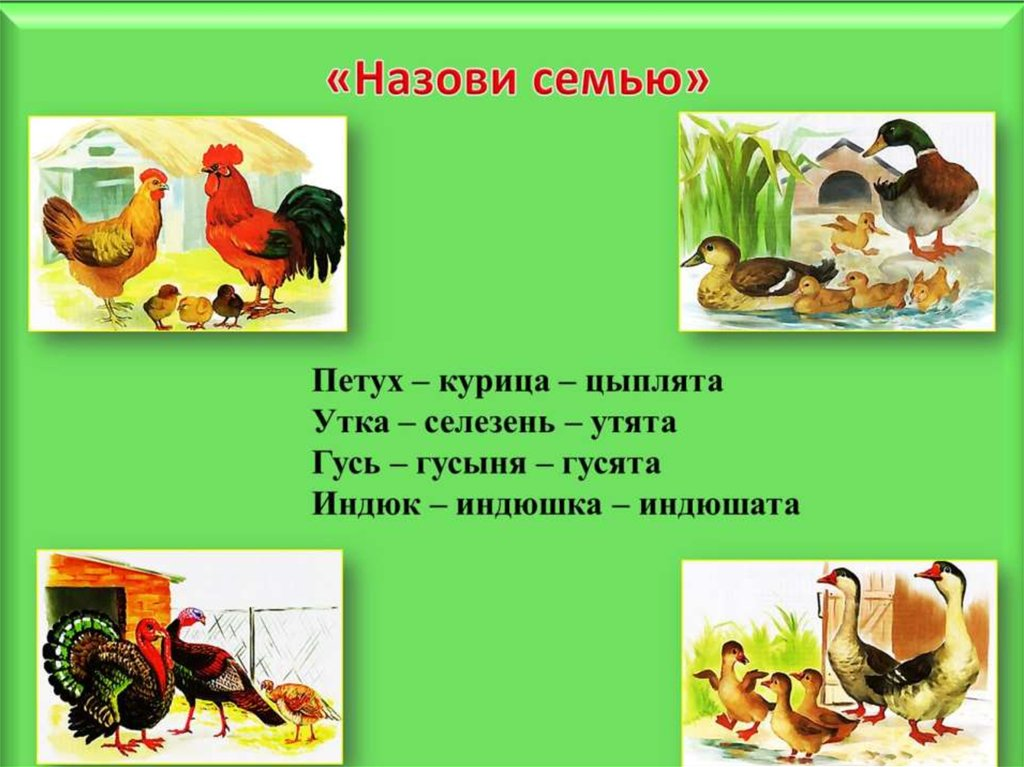 «Назови семью»
Петух – курица – цыплята
Утка – селезень – утята
Гусь – гусыня – гусята
Индюк – индюшка – индюшата